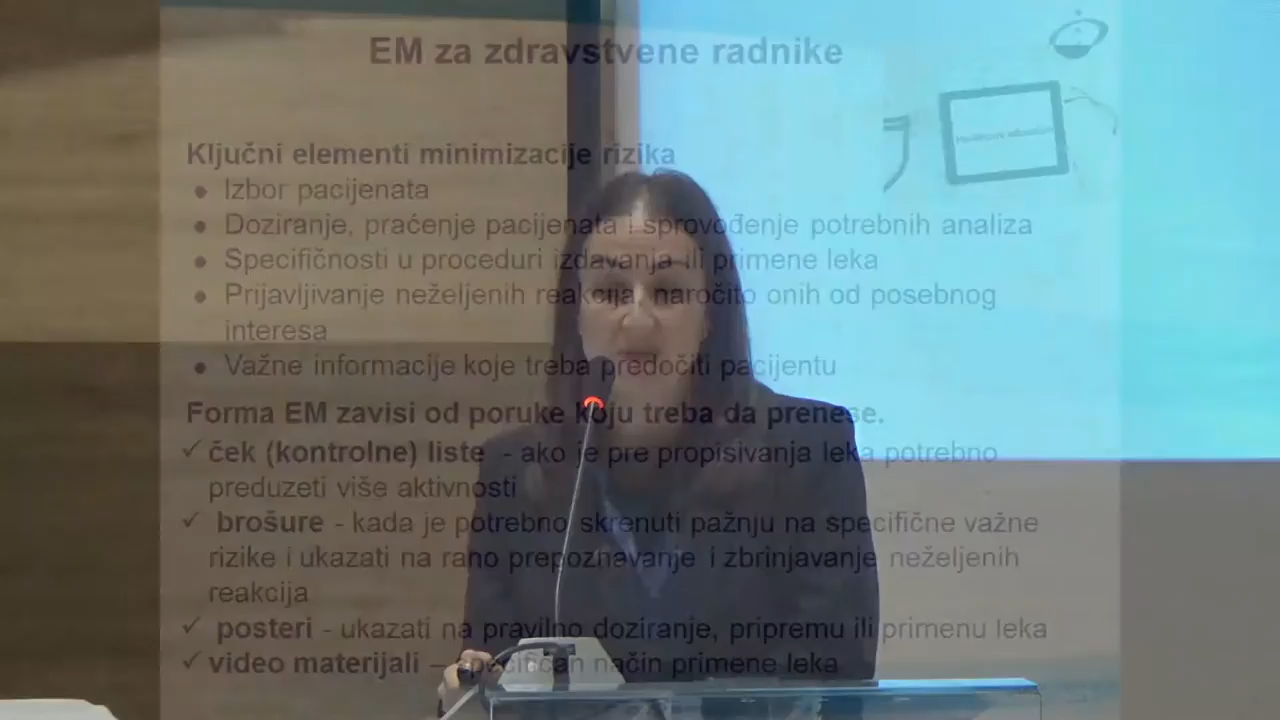 EM za zdravstvene radnike
Ključni elementi minimizacije rizika
• Izbor pacijenata
• Doziranje, praćenje pacijenata i sprovođenje potrebnih analiza
• Specifičnosti u proceduri izdavanja ili primene leka
• Prijavljivanje neželjenih reakcija, naročito onih od posebnog
interesa
• Važne informacije koje treba predočiti pacijentu
Forma EM zavisi od poruke koju treba da prenese.
✓ ček (kontrolne) liste - ako je pre propisivanja leka potrebno
preduzeti više aktivnosti
✓ brošure - kada je potrebno skrenuti pažnju na specifične važne
rizike i ukazati na rano prepoznavanje i zbrinjavanje neželjenih
reakcija
✓ posteri - ukazati na pravilno doziranje, pripremu ili primenu leka
✓ video materijali – specifičan način primene leka